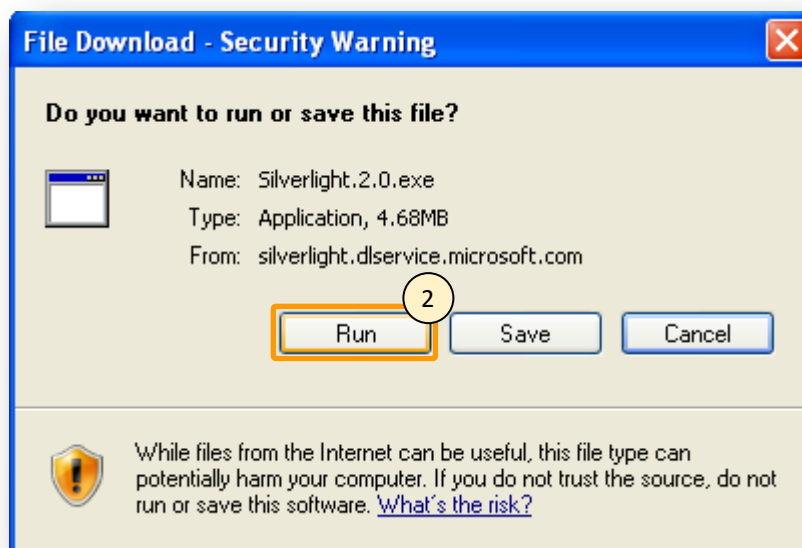 File Download - Security Warning
Do you want to run or save this file?
Name: Silverlight.2.0.exe
Type: Application, 4.68MB
From: silverlight.dlservice.microsoft.com
2
Run Save Cancel
While files from the Internet can be useful, this file type can
potentially harm your computer. If you do not trust the source, do not
run or save this software. What's the risk?